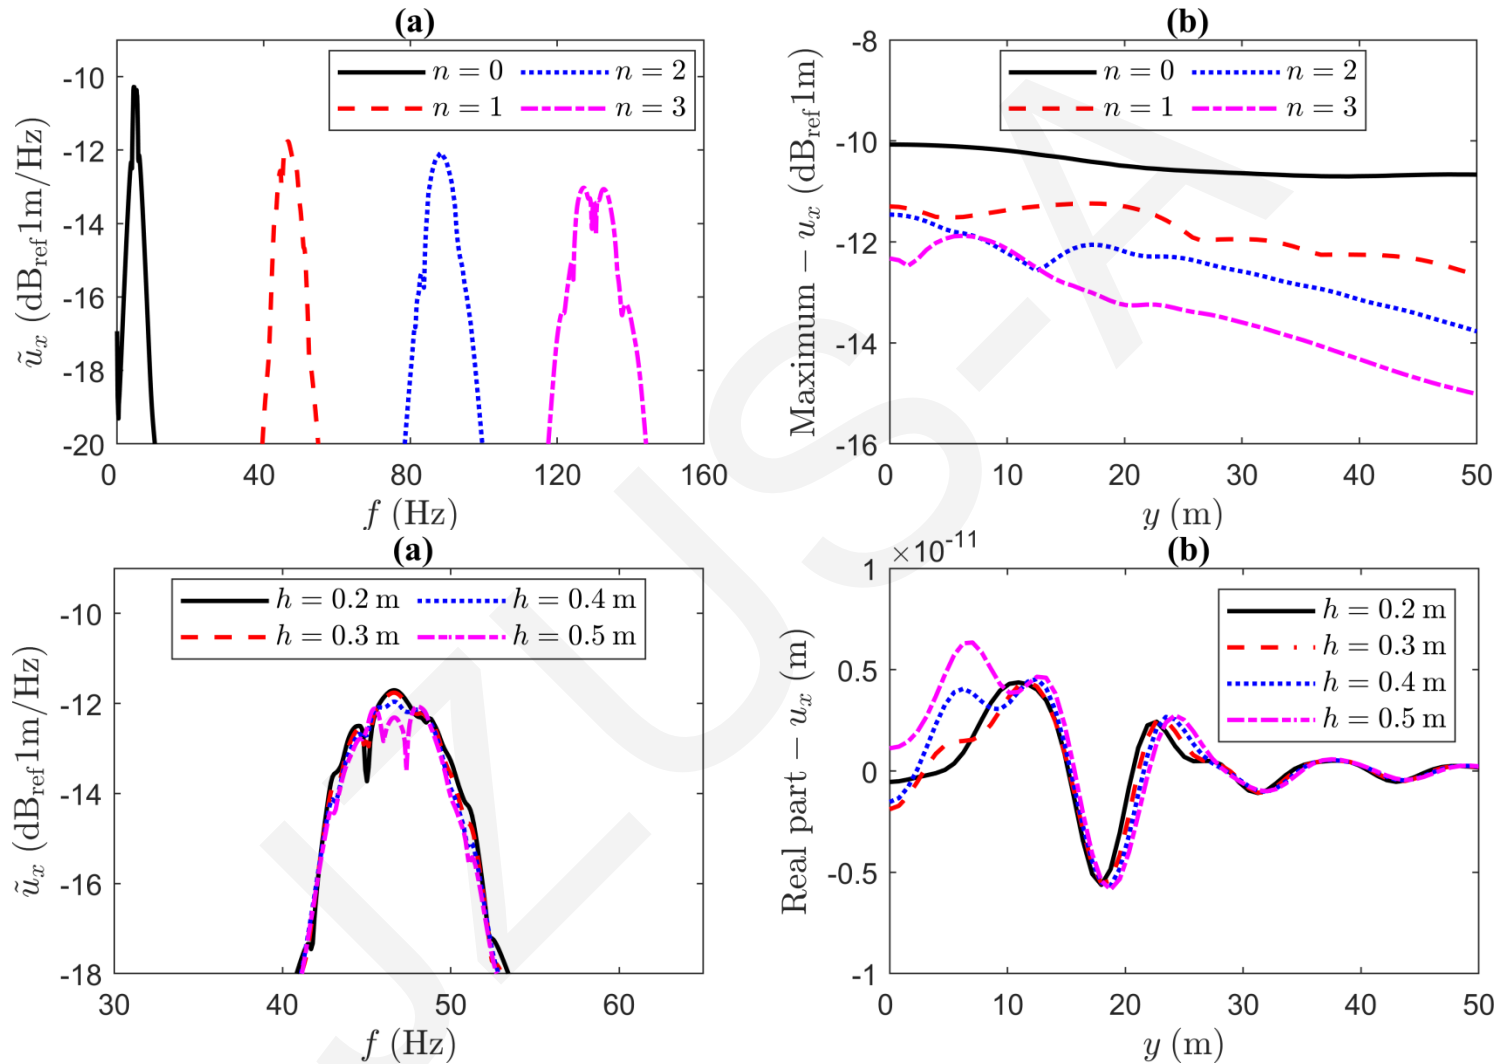 (a)
-10
-12
-14
-16
-18
-20
0
40
80
120
160
n = 0
n = 2
n = 1
n = 3
ũₓ (dB_ref 1m/Hz)
f (Hz)
(b)
-8
-10
-12
-14
-16
0
10
20
30
40
50
n = 0
n = 2
n = 1
n = 3
Maximum − uₓ (dB_ref 1m)
y (m)
(a)
-10
-12
-14
-16
-18
30
40
50
60
h = 0.2 m
h = 0.4 m
h = 0.3 m
h = 0.5 m
ũₓ (dB_ref 1m/Hz)
f (Hz)
(b)
×10⁻¹¹
1
0.5
0
-0.5
-1
0
10
20
30
40
50
h = 0.2 m
h = 0.3 m
h = 0.4 m
h = 0.5 m
Real part − uₓ (m)
y (m)
JZUS-A